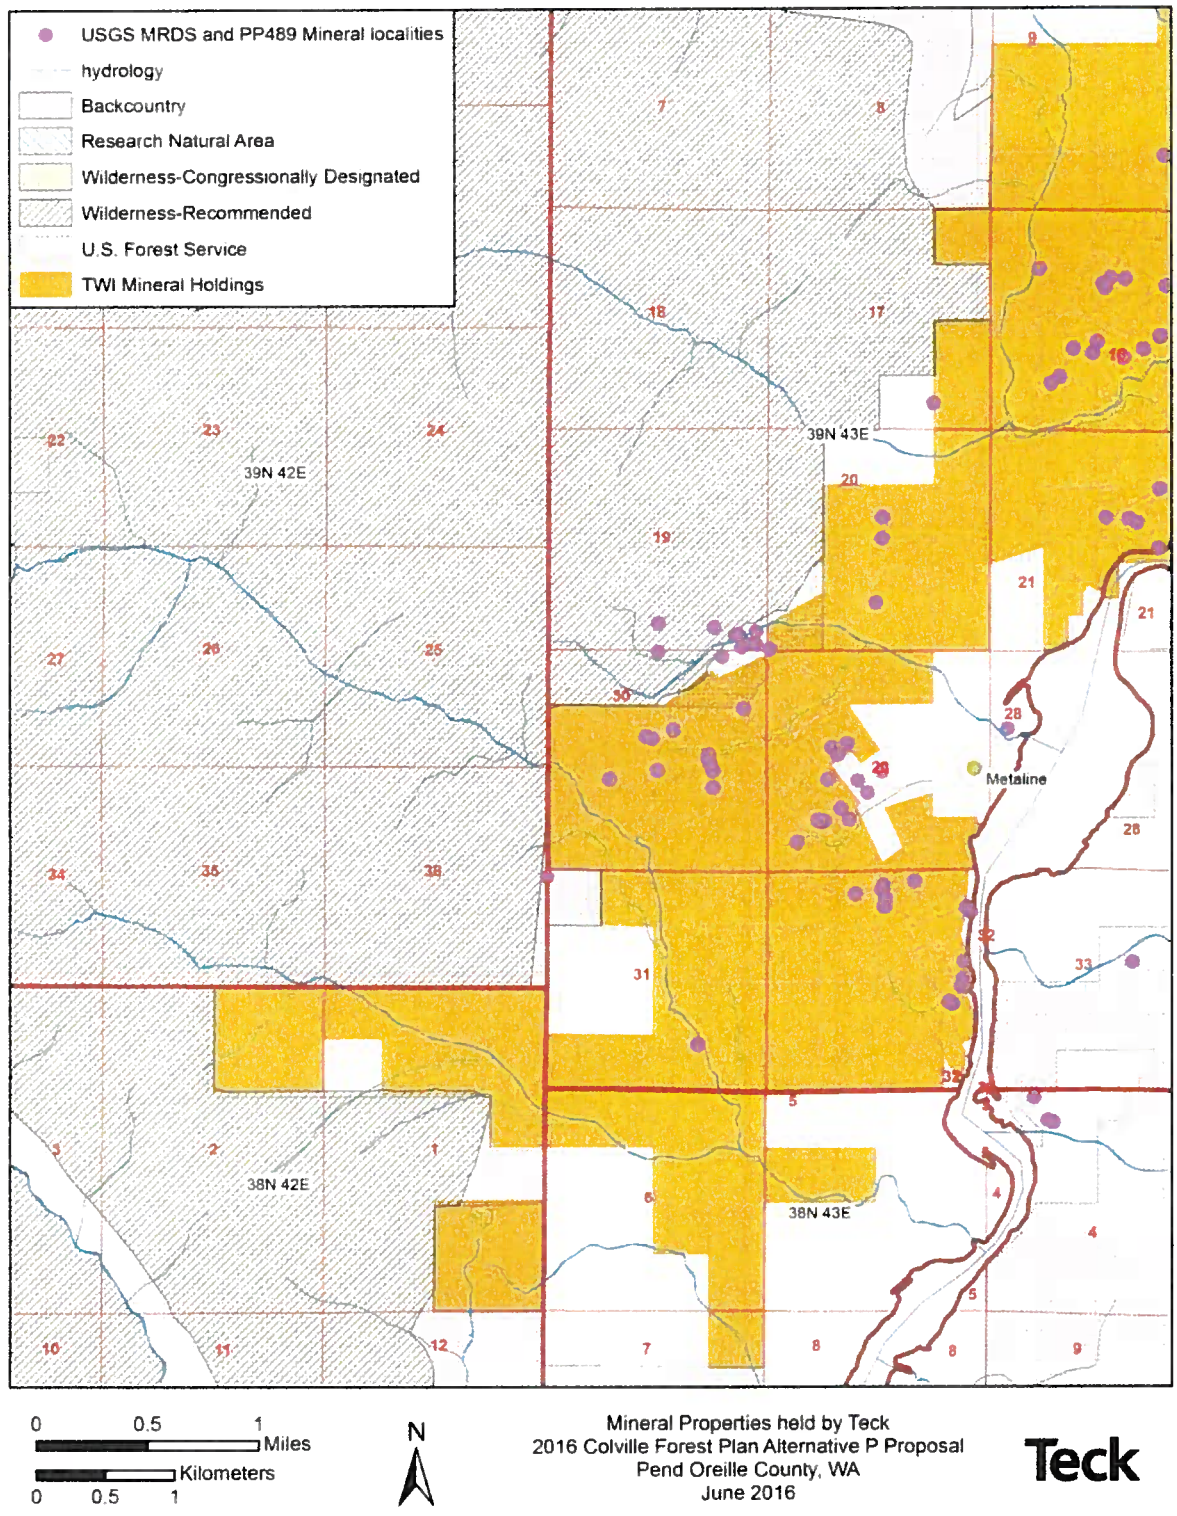 USGS MRDS and PP489 Mineral localities
hydrology
Backcountry
Research Natural Area
Wilderness-Congressionally Designated
Wilderness-Recommended
U.S. Forest Service
TWI Mineral Holdings
9
7
8
18
17
16
22
23
24
39N 42E
39N 43E
20
19
21
21
27
26
25
30
28
29
Metaline
28
34
35
36
32
31
33
32
5
3
2
1
38N 42E
6
38N 43E
5
4
4
5
10
11
12
7
8
8
9
0 0.5 1
Miles
Kilometers
0 0.5 1
N
Mineral Properties held by Teck
2016 Colville Forest Plan Alternative P Proposal
Pend Oreille County, WA
June 2016
Teck